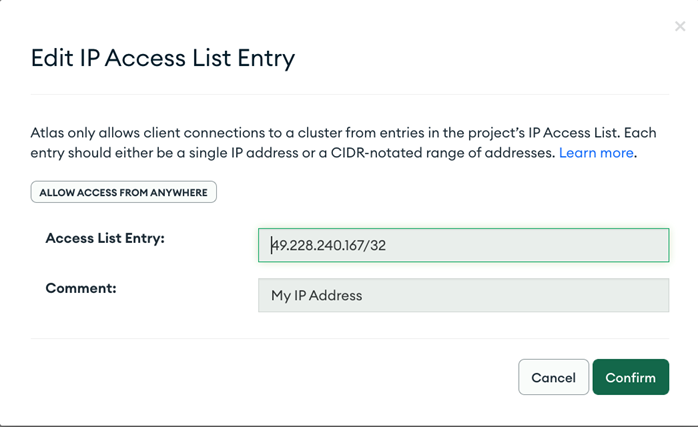 Edit IP Access List Entry
Atlas only allows client connections to a cluster from entries in the project's IP Access List. Each
entry should either be a single IP address or a CIDR-notated range of addresses. Learn more.
ALLOW ACCESS FROM ANYWHERE
Access List Entry:
49.228.240.167/32
Comment:
My IP Address
Cancel
Confirm